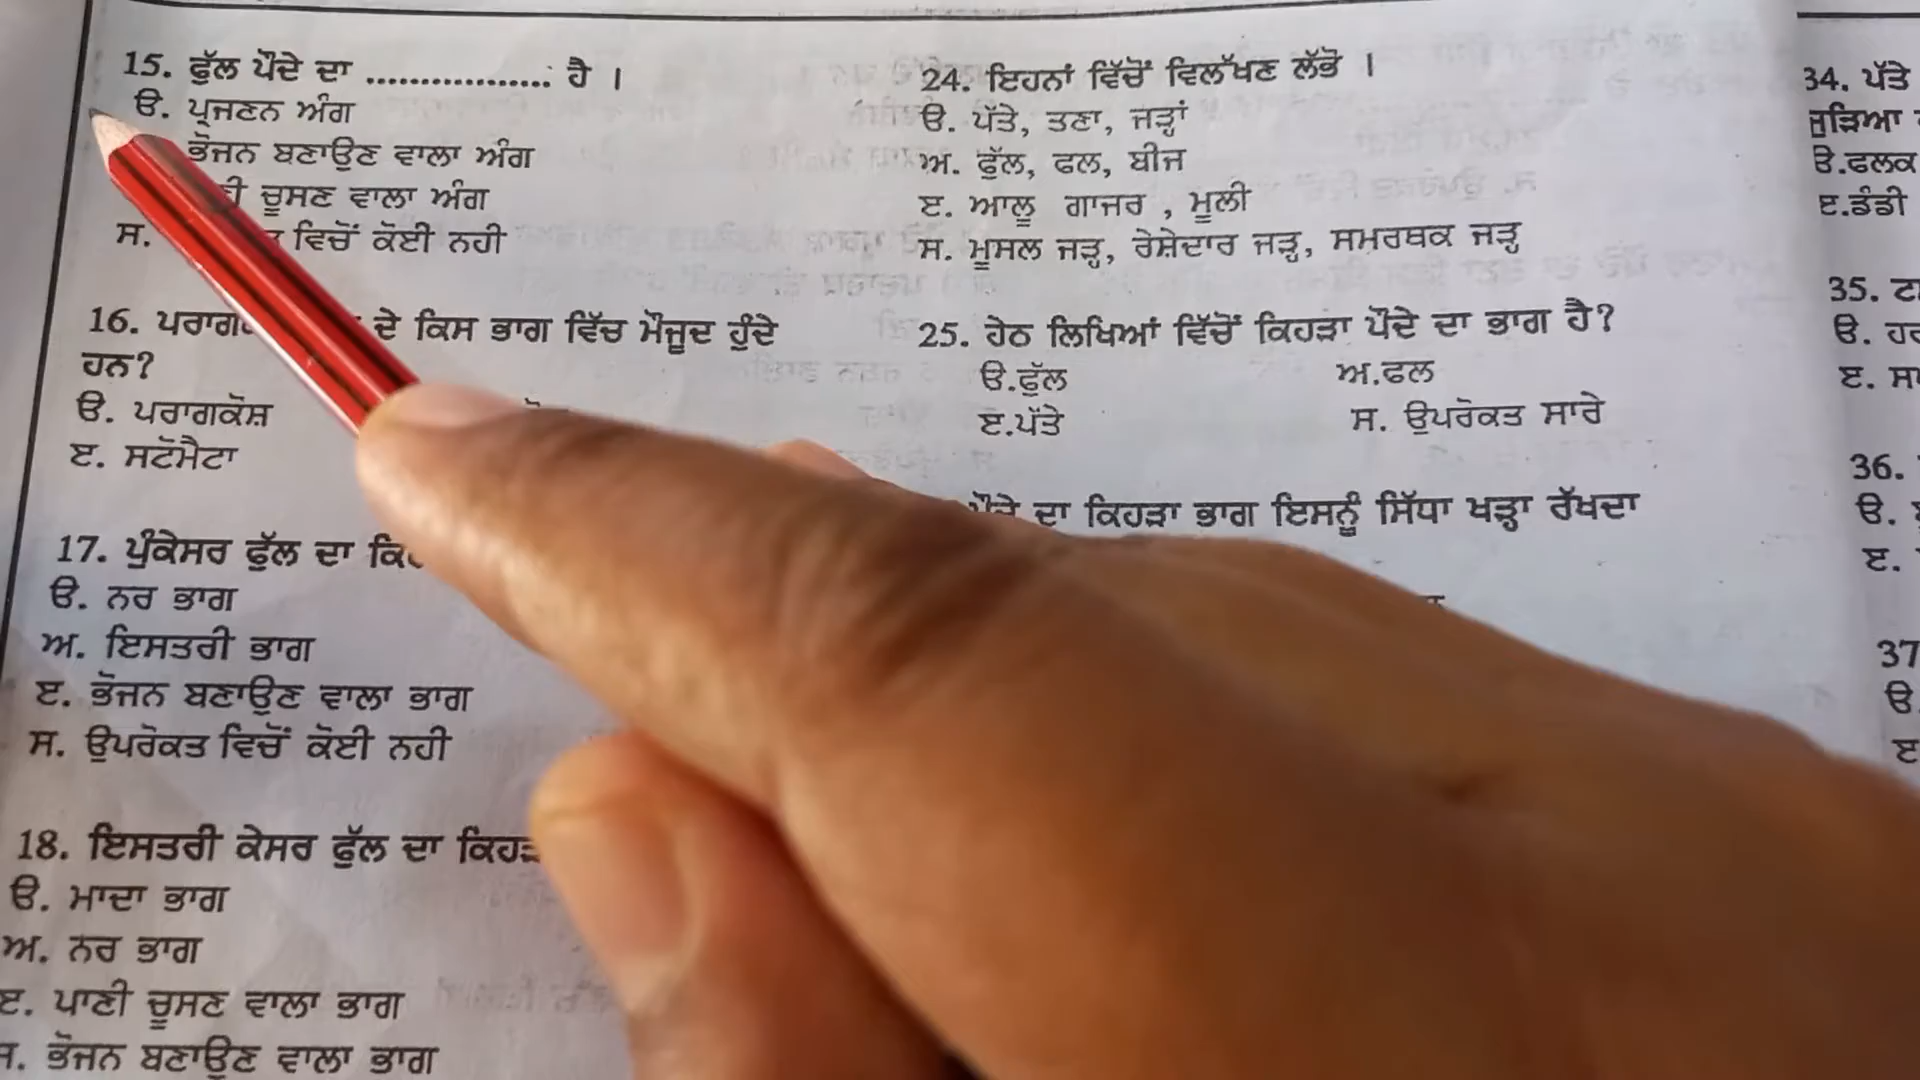 15. ਫੁੱਲ ਪੌਦੇ ਦਾ ................. ਹੈ ।
ੳ. ਪ੍ਰਜਣਨ ਅੰਗ
ਭੋਜਨ ਬਣਾਉਣ ਵਾਲਾ ਅੰਗ
ਚੂਸਣ ਵਾਲਾ ਅੰਗ
ਸ. ਵਿਚੋਂ ਕੋਈ ਨਹੀ
16. ਦੇ ਕਿਸ ਭਾਗ ਵਿੱਚ ਮੌਜੂਦ ਹੁੰਦੇ
ਹਨ?
ੳ. ਪਰਾਗਕੋਸ਼
ੲ. ਸਟੋਮੈਟਾ
17. ਪੁੰਕੇਸਰ ਫੁੱਲ ਦਾ
ੳ. ਨਰ ਭਾਗ
ਅ. ਇਸਤਰੀ ਭਾਗ
ੲ. ਭੋਜਨ ਬਣਾਉਣ ਵਾਲਾ ਭਾਗ
ਸ. ਉਪਰੋਕਤ ਵਿਚੋਂ ਕੋਈ ਨਹੀ
18. ਇਸਤਰੀ ਕੇਸਰ ਫੁੱਲ ਦਾ
ੳ. ਮਾਦਾ ਭਾਗ
ਅ. ਨਰ ਭਾਗ
ੲ. ਪਾਣੀ ਚੂਸਣ ਵਾਲਾ ਭਾਗ
ਸ. ਭੋਜਨ ਬਣਾਉਣ ਵਾਲਾ ਭਾਗ
24. ਇਹਨਾਂ ਵਿੱਚੋਂ ਵਿਲੱਖਣ ਲੱਭੋ ।
ੳ. ਪੱਤੇ, ਤਣਾ, ਜੜ੍ਹਾਂ
ਅ. ਫੁੱਲ, ਫਲ, ਬੀਜ
ੲ. ਆਲੂ ਗਾਜਰ , ਮੂਲੀ
ਸ. ਮੂਸਲ ਜੜ੍ਹ, ਰੇਸ਼ੇਦਾਰ ਜੜ੍ਹ, ਸਮਰਥਕ ਜੜ੍ਹ
25. ਹੇਠ ਲਿਖਿਆਂ ਵਿੱਚੋਂ ਕਿਹੜਾ ਪੌਦੇ ਦਾ ਭਾਗ ਹੈ?
ੳ.ਫੁੱਲ ਅ.ਫਲ
ੲ.ਪੱਤੇ ਸ. ਉਪਰੋਕਤ ਸਾਰੇ
ਪੌਦੇ ਦਾ ਕਿਹੜਾ ਭਾਗ ਇਸਨੂੰ ਸਿੱਧਾ ਖੜ੍ਹਾ ਰੱਖਦਾ
34. ਪੱਤੇ
ਜੁੜਿਆ
ੳ.ਫਲਕ
ੲ.ਡੰਡੀ
35.
ੳ.
ੲ.
36.
ੳ.
ੲ.
37
ੳ
ੲ